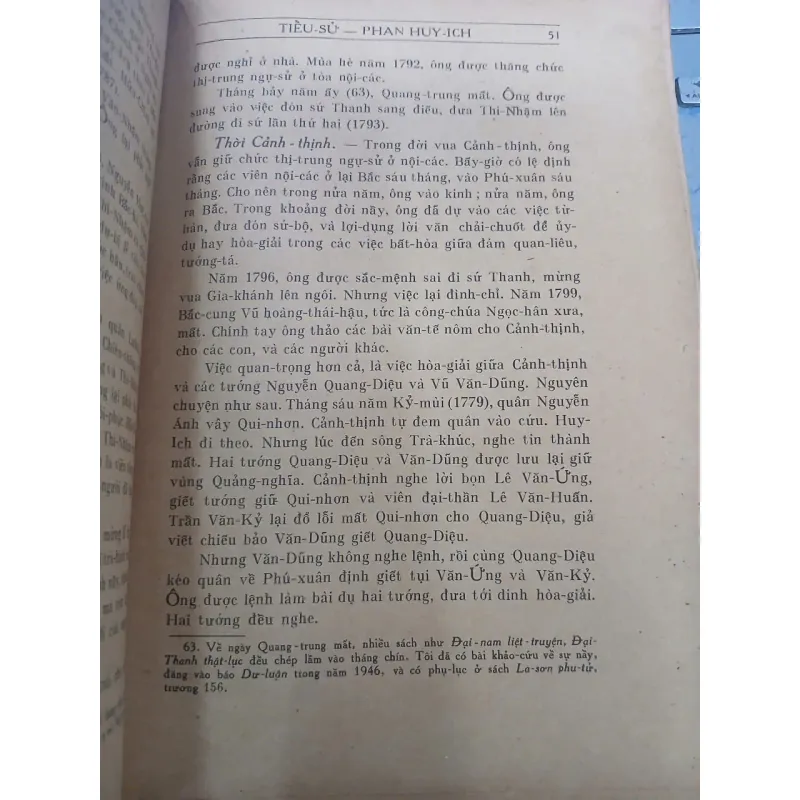 TIỂU-SỬ — PHAN HUY-ICH 51
được nghỉ ở nhà. Mùa hè năm 1792, ông được thăng chức
thị-trung ngự-sử ở tòa nội-các.
Tháng bảy năm ấy (63), Quang-trung mất. Ông được
sung vào việc đón sứ Thanh sang điếu, đưa Thì-Nhậm lên
đường đi sứ lần thứ hai (1793).
Thời Cảnh-thịnh. — Trong đời vua Cảnh-thịnh, ông
vẫn giữ chức thị-trung ngự-sử ở nội-các. Bấy-giờ có lệ định
rằng các viên nội-các ở lại Bắc sáu tháng, vào Phú-xuân sáu
tháng. Cho nên trong nửa năm, ông vào kinh ; nửa năm, ông
ra Bắc. Trong khoảng đời nầy, ông đã dự vào các việc từ-
hàn, đưa đón sứ-bộ, và lợi-dụng lời văn chải-chuốt để ủy-
dụ hay hòa-giải trong các việc bất-hòa giữa đám quan-liêu,
tướng-tá.
Năm 1796, ông được sắc-mệnh sai đi sứ Thanh, mừng
vua Gia-khánh lên ngôi. Nhưng việc lại đình-chỉ. Năm 1799,
Bắc-cung Vũ hoàng-thái-hậu, tức là công-chúa Ngọc-hân xưa,
mất. Chính tay ông thảo các bài văn-tế nôm cho Cảnh-thịnh,
cho các con, và các người khác.
Việc quan-trọng hơn cả, là việc hòa-giải giữa Cảnh-thịnh
và các tướng Nguyễn Quang-Diệu và Vũ Văn-Dũng. Nguyên
chuyện như sau. Tháng sáu năm Kỷ-mùi (1779), quân Nguyễn
Ánh vây Qui-nhơn. Cảnh-thịnh tự đem quân vào cứu. Huy-
Ich đi theo. Nhưng lúc đến sông Trà-khúc, nghe tin thành
mất. Hai tướng Quang-Diệu và Văn-Dũng được lưu lại giữ
vùng Quảng-nghĩa. Cảnh-thịnh nghe lời bọn Lê Văn-Ứng,
giết tướng giữ Qui-nhơn và viên đại-thần Lê Văn-Huấn.
Trần Văn-Kỷ lại đổ lỗi mất Qui-nhơn cho Quang-Diệu, giả
viết chiếu bảo Văn-Dũng giết Quang-Diệu.
Nhưng Văn-Dũng không nghe lệnh, rồi cùng Quang-Diệu
kéo quân về Phú-xuân định giết tụi Văn-Ứng và Văn-Kỷ.
Ông được lệnh làm bài dụ hai tướng, đưa tới dinh hòa-giải.
Hai tướng đều nghe.
63. Về ngày Quang-trung mất, nhiều sách như Đại-nam liệt-truyện, Đại-
Thanh thật-lục đều chép lầm vào tháng chín. Tôi đã có bài khảo-cứu về sự nầy,
đăng vào báo Dư-luận trong năm 1946, và có phụ-lục ở sách La-sơn phu-tử,
trương 156.